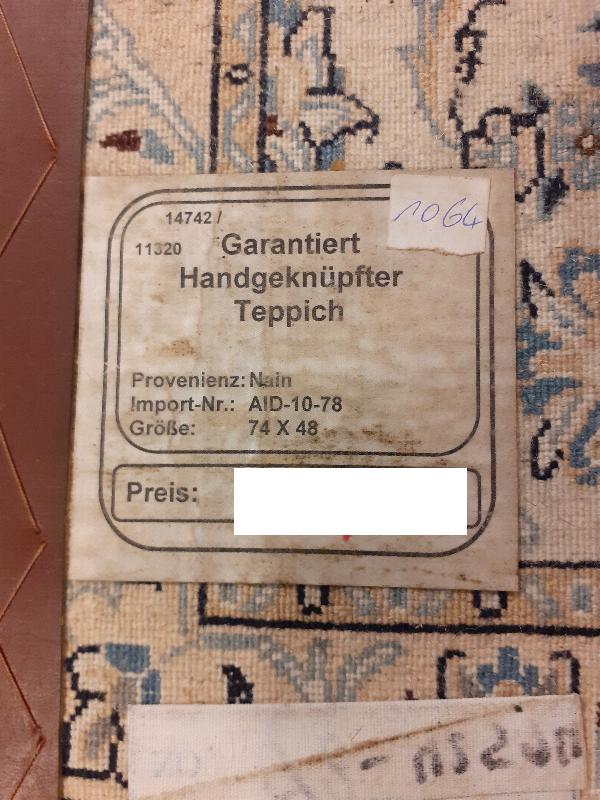 14742 /
1064
11320 Garantiert
Handgeknüpfter
Teppich
Provenienz: Nain
Import-Nr.: AID-10-78
Größe: 74 X 48
Preis: